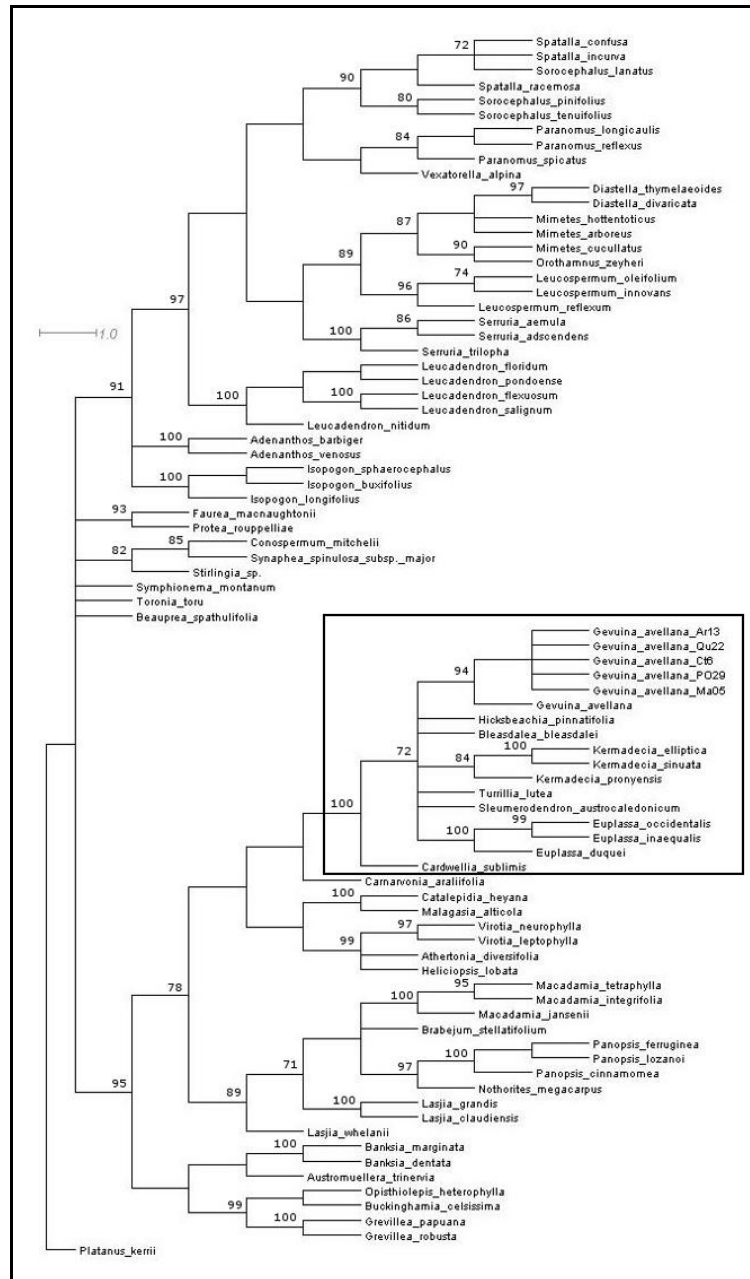 72
Spatalla_confusa
Spatalla_incurva
Sorocephalus_lanatus
90
Spatalla_racemosa
80
Sorocephalus_pinifolius
Sorocephalus_tenuifolius
Paranomus_longicaulis
84
Paranomus_reflexus
Paranomus_spicatus
Vexatorella_alpina
97
Diastella_thymelaeoides
Diastella_divaricata
87
Mimetes_hottentoticus
Mimetes_arboreus
90
Mimetes_cucullatus
89
Orothamnus_zeyheri
74
Leucospermum_oleifolium
96
Leucospermum_innovans
97
Leucospermum_reflexum
86
Serruria_aemula
1.0
100
Serruria_adscendens
Serruria_trilopha
Leucadendron_floridum
Leucadendron_pondoense
91
100
100
Leucadendron_flexuosum
Leucadendron_salignum
Leucadendron_nitidum
100
Adenanthos_barbiger
Adenanthos_venosus
Isopogon_sphaerocephalus
100
Isopogon_buxifolius
Isopogon_longifolius
93
Faurea_macnaughtonii
Protea_rouppelliae
85
Conospermum_mitchelii
82
Synaphea_spinulosa_subsp._major
Stirlingia_sp.
Symphionema_montanum
Toronia_toru
Beauprea_spathulifolia
Gevuina_avellana_Ar13
Gevuina_avellana_Qu22
Gevuina_avellana_Ct6
94
Gevuina_avellana_PO29
Gevuina_avellana_Ma05
Gevuina_avellana
Hicksbeachia_pinnatifolia
Bleasdalea_bleasdalei
72
100
Kermadecia_elliptica
84
Kermadecia_sinuata
Kermadecia_pronyensis
Turrillia_lutea
100
Sleumerodendron_austrocaledonicum
99
Euplassa_occidentalis
100
Euplassa_inaequalis
Euplassa_duquei
Cardwellia_sublimis
Carnarvonia_araliifolia
100
Catalepidia_heyana
Malagasia_alticola
97
Virotia_neurophylla
99
Virotia_leptophylla
Athertonia_diversifolia
Heliciopsis_lobata
78
95
Macadamia_tetraphylla
100
Macadamia_integrifolia
Macadamia_jansenii
Brabejum_stellatifolium
100
Panopsis_ferruginea
71
Panopsis_lozanoi
97
Panopsis_cinnamomea
95
89
Nothorites_megacarpus
100
Lasjia_grandis
Lasjia_claudiensis
Lasjia_whelanii
100
Banksia_marginata
Banksia_dentata
Austromuellera_trinervia
Opisthiolepis_heterophylla
99
Buckinghamia_celsissima
100
Grevillea_papuana
Grevillea_robusta
Platanus_kerrii